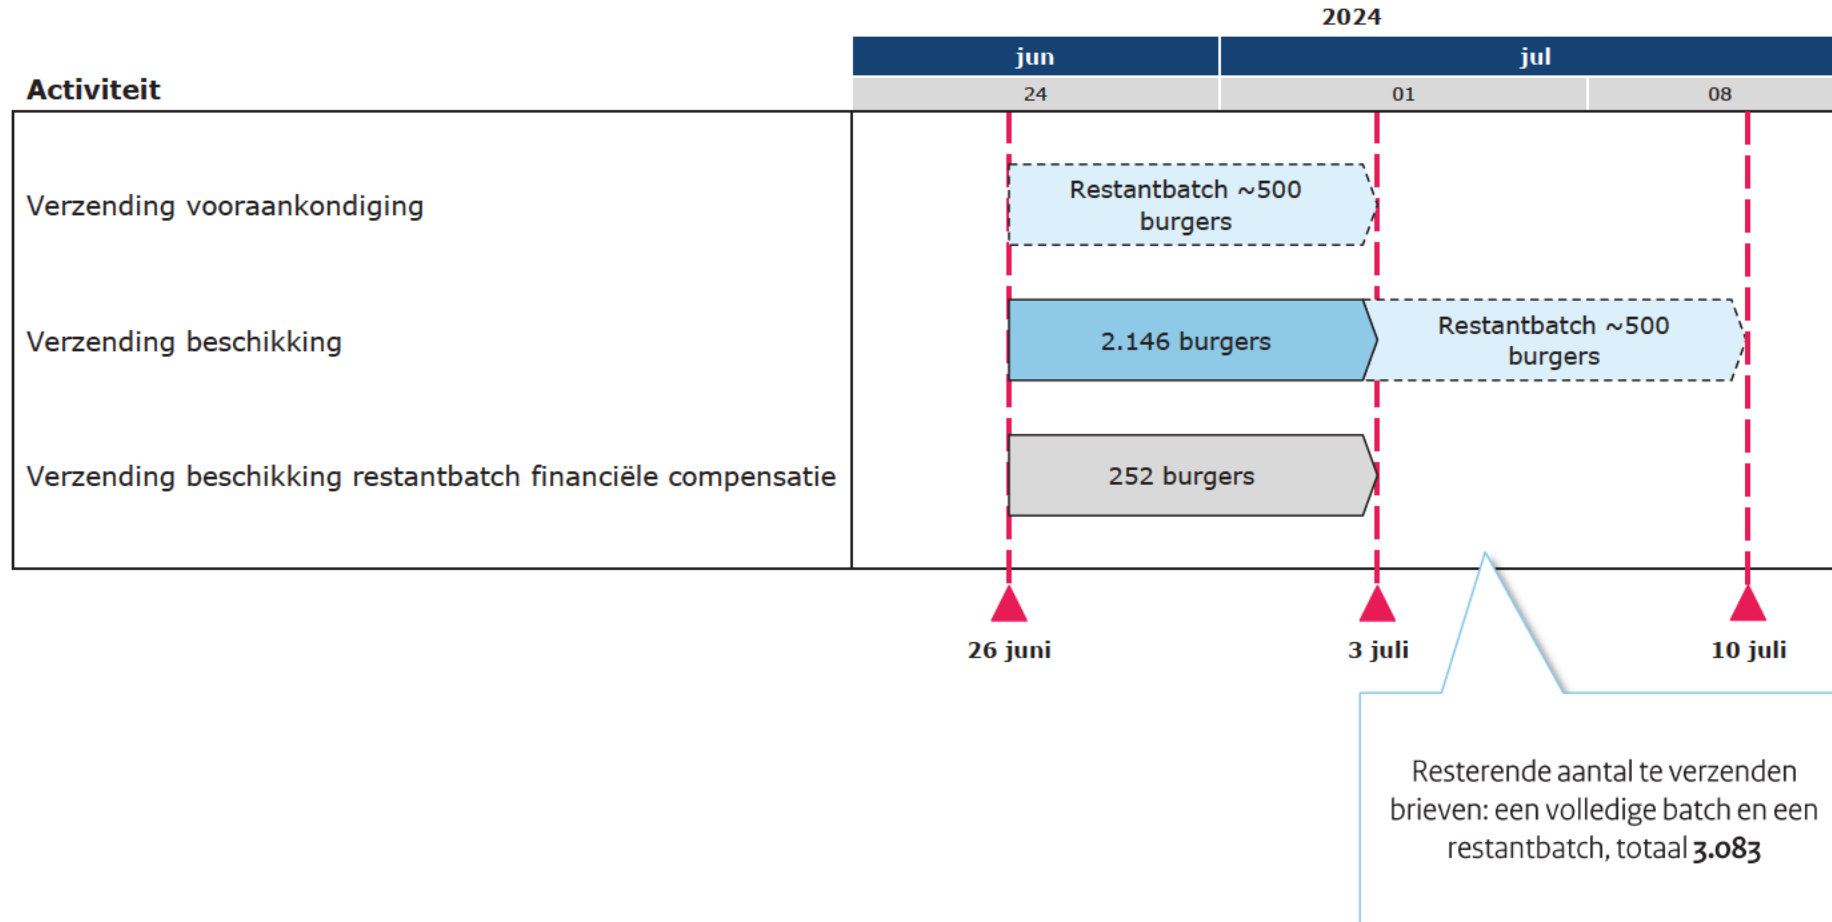 2024
jun jul
Activiteit 24 01 08
Verzending vooraankondiging
Restantbatch ~500
burgers
Verzending beschikking
2.146 burgers
Restantbatch ~500
burgers
Verzending beschikking restantbatch financiële compensatie
252 burgers
26 juni 3 juli 10 juli
Resterende aantal te verzenden
brieven: een volledige batch en een
restantbatch, totaal 3.083